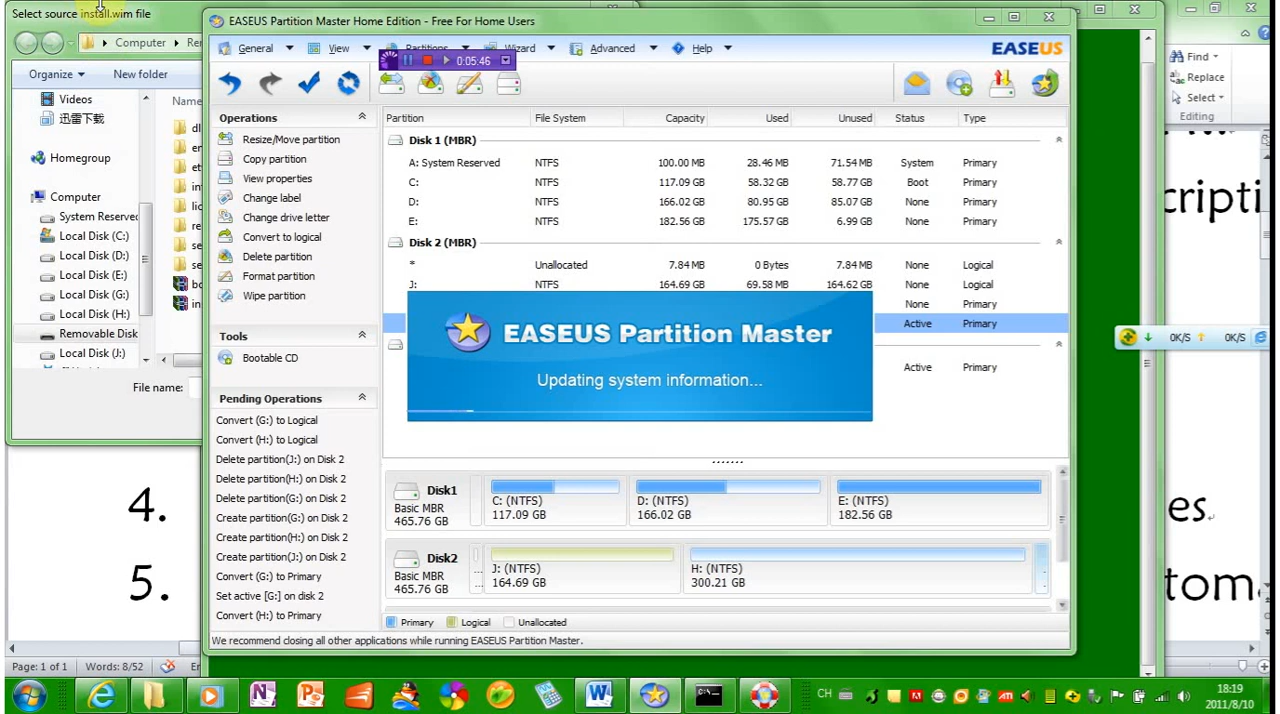 Select source install.wim file
Computer
Organize
New folder
Videos
迅雷下载
Homegroup
Computer
System Reserved
Local Disk (C:)
Local Disk (D:)
Local Disk (E:)
Local Disk (G:)
Local Disk (H:)
Removable Disk
Local Disk (J:)
File name:
4.
5.
Page: 1 of 1
Words: 8/52
EASEUS Partition Master Home Edition - Free For Home Users
General
View
Partitions
Wizard
Advanced
Help
EASEUS
0:05:46
Operations
Resize/Move partition
Copy partition
View properties
Change label
Change drive letter
Convert to logical
Delete partition
Format partition
Wipe partition
Tools
Bootable CD
Pending Operations
Convert (G:) to Logical
Convert (H:) to Logical
Delete partition(J:) on Disk 2
Delete partition(H:) on Disk 2
Delete partition(G:) on Disk 2
Create partition(G:) on Disk 2
Create partition(H:) on Disk 2
Create partition(J:) on Disk 2
Convert (G:) to Primary
Set active [G:] on disk 2
Convert (H:) to Primary
Partition File System Capacity Used Unused Status Type
Disk 1 (MBR)
A: System Reserved NTFS 100.00 MB 28.46 MB 71.54 MB System Primary
C: NTFS 117.09 GB 58.32 GB 58.77 GB Boot Primary
D: NTFS 166.02 GB 80.95 GB 85.07 GB None Primary
E: NTFS 182.56 GB 175.57 GB 6.99 GB None Primary
Disk 2 (MBR)
* Unallocated 7.84 MB 0 Bytes 7.84 MB None Logical
J: NTFS 164.69 GB 69.58 MB 164.62 GB None Logical
None Primary
Active Primary
Active Primary
EASEUS Partition Master
Updating system information...
Disk1
Basic MBR
465.76 GB
C: (NTFS)
117.09 GB
D: (NTFS)
166.02 GB
E: (NTFS)
182.56 GB
Disk2
Basic MBR
465.76 GB
J: (NTFS)
164.69 GB
H: (NTFS)
300.21 GB
Primary Logical Unallocated
We recommend closing all other applications while running EASEUS Partition Master.
Find
Replace
Select
Editing
0K/S 0K/S
CH
18:19
2011/8/10